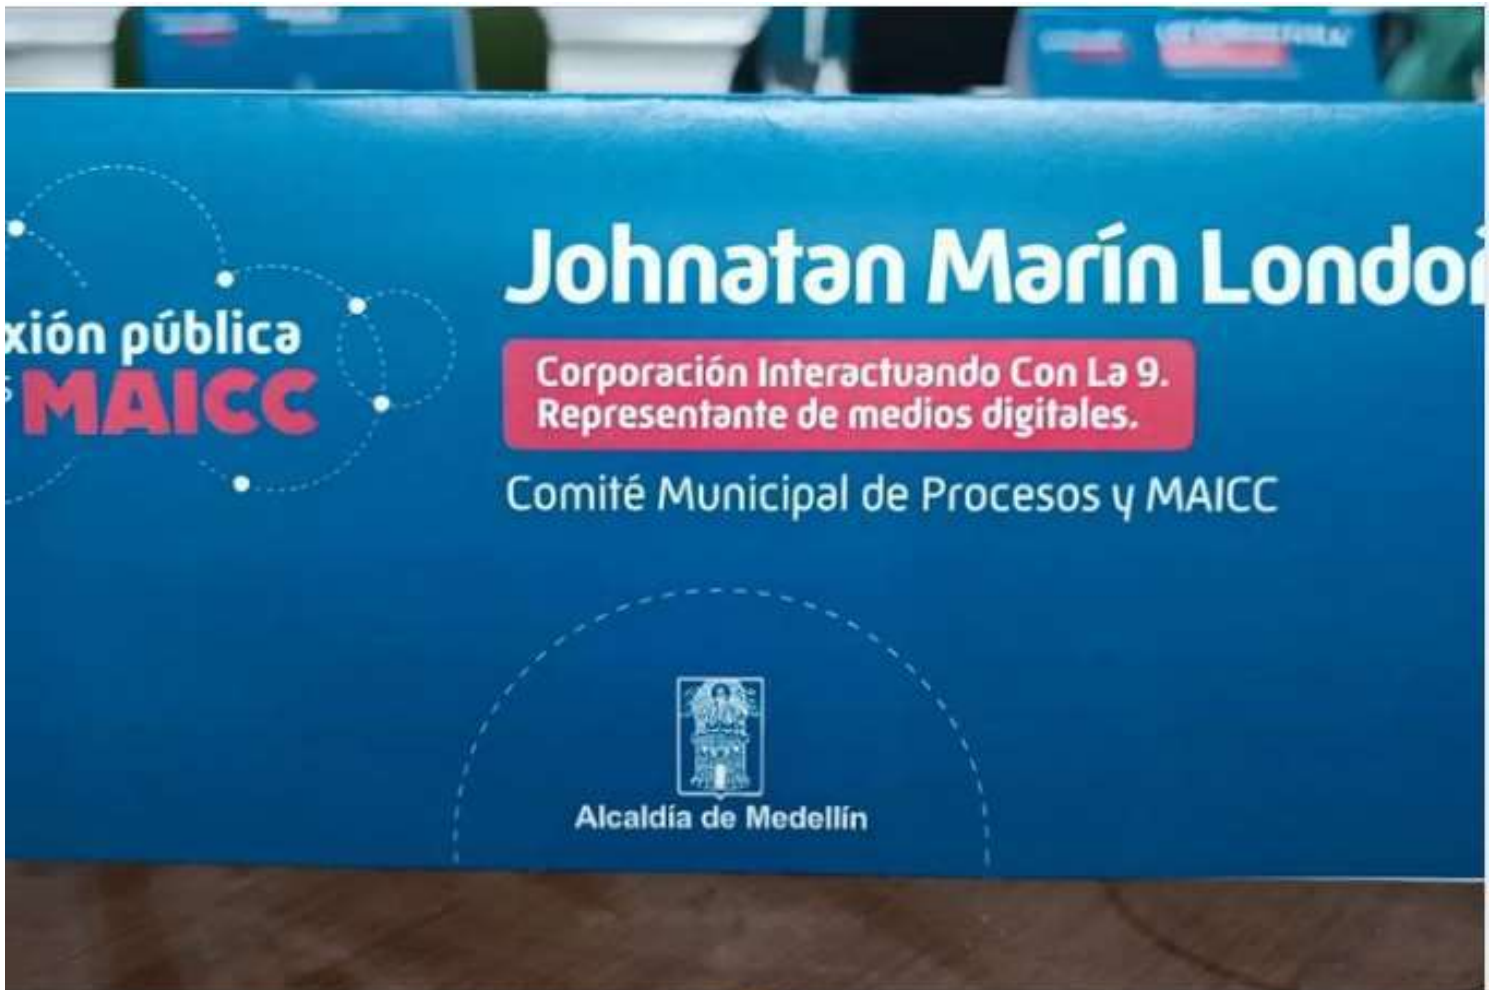 xión pública
MAICC
Johnatan Marín Londoñ
Corporación Interactuando Con La 9.
Representante de medios digitales.
Comité Municipal de Procesos y MAICC
Alcaldía de Medellín